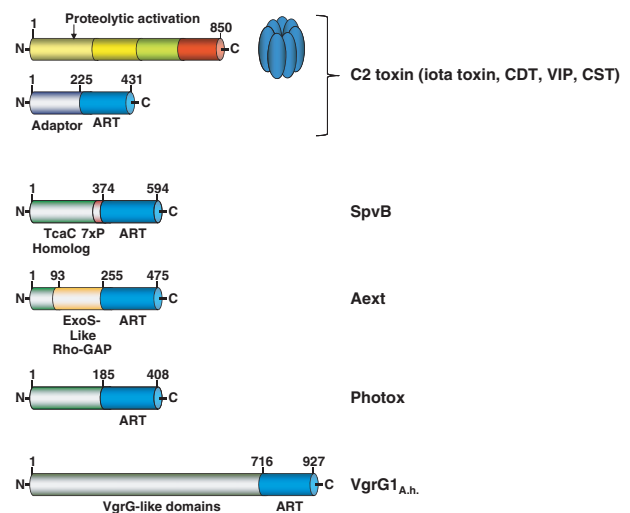 Proteolytic activation
1 850
N C
C2 toxin (iota toxin, CDT, VIP, CST)
1 225 431
N C
Adaptor ART
1 374 594
N C
SpvB
TcaC 7xP ART
Homolog
1 93 255 475
N C
Aext
ExoS- ART
Like
Rho-GAP
1 185 408
N C
Photox
ART
1 716 927
N C
VgrG1A.h.
VgrG-like domains ART